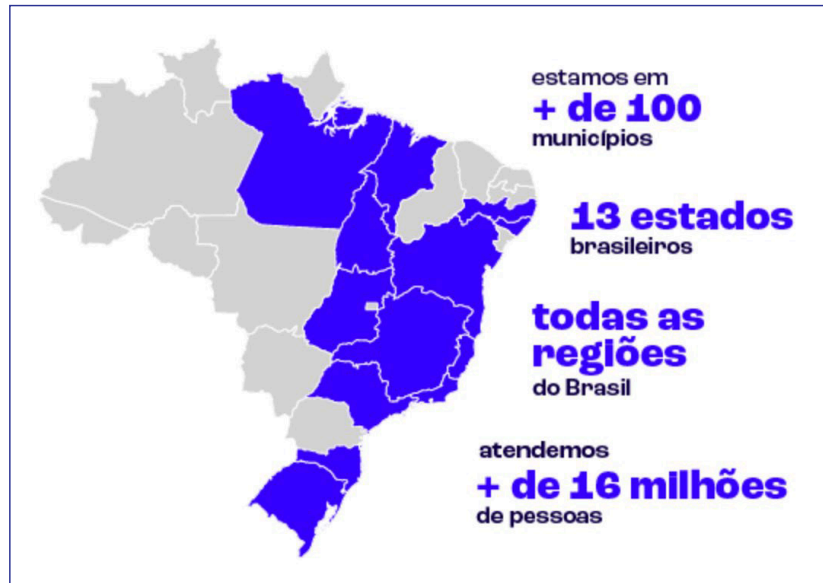 estamos em
+ de 100
municípios
13 estados
brasileiros
todas as
regiões
do Brasil
atendemos
+ de 16 milhões
de pessoas